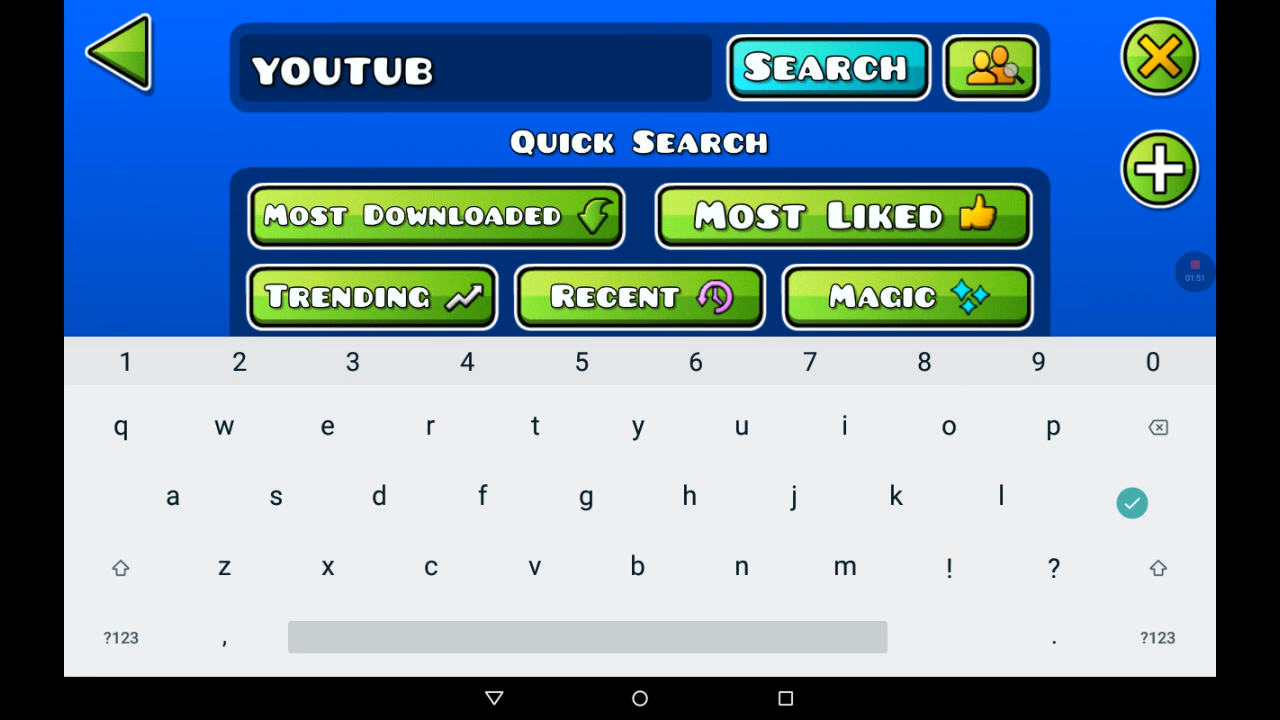 YOUTUB
SEARCH
QUICK SEARCH
MOST DOWNLOADED
MOST LIKED
TRENDING
RECENT
MAGIC
01:51
1 2 3 4 5 6 7 8 9 0
q w e r t y u i o p
a s d f g h j k l
z x c v b n m ! ?
?123 , . ?123